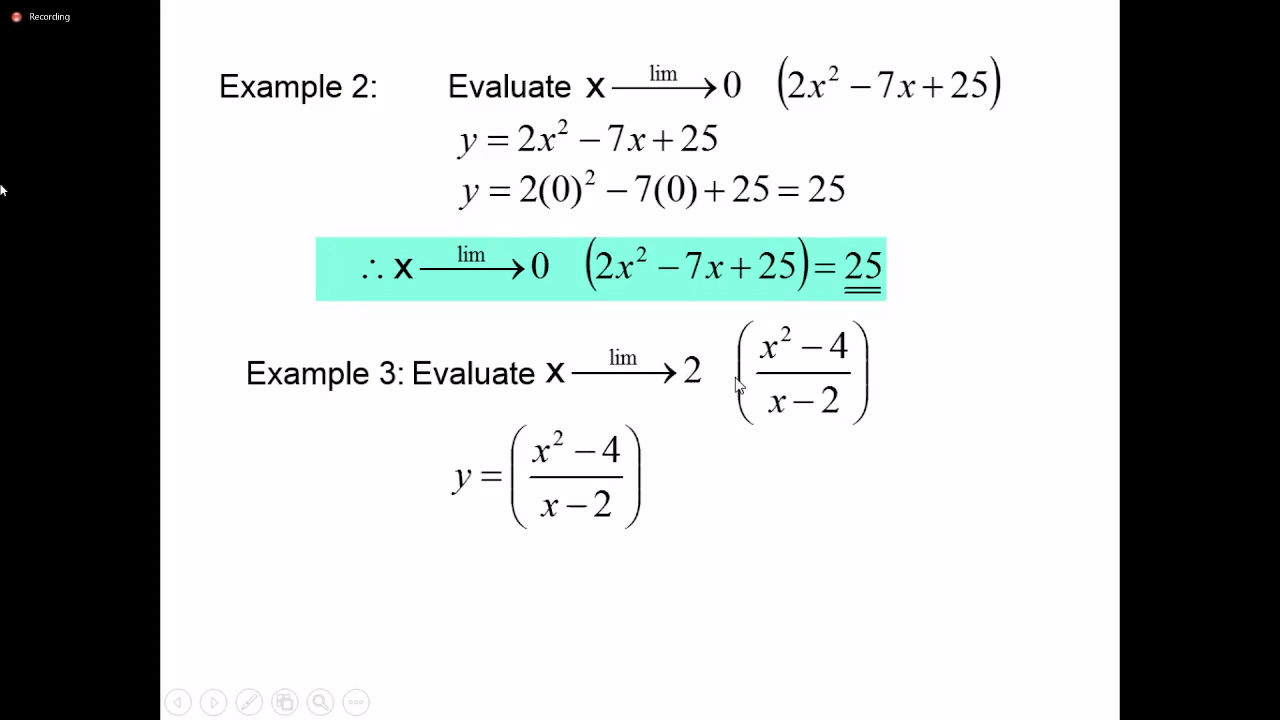 Recording
Example 2: Evaluate x lim→ 0 (2x² − 7x + 25)
y = 2x² − 7x + 25
y = 2(0)² − 7(0) + 25 = 25
∴ x lim→ 0 (2x² − 7x + 25) = 25
Example 3: Evaluate x lim→ 2 (x² − 4 / x − 2)
y = (x² − 4 / x − 2)